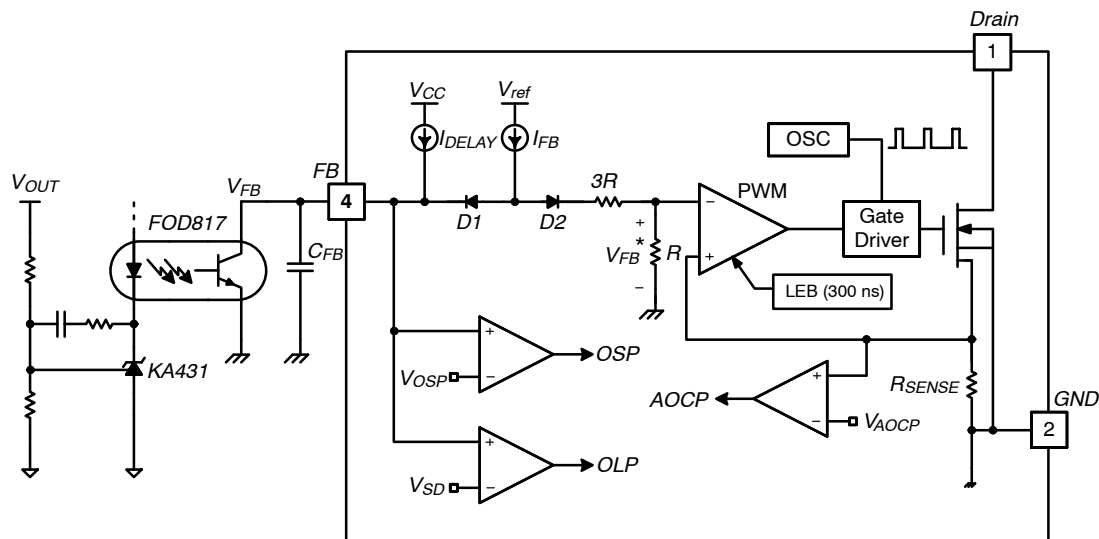 Drain
1
VCC
Vref
IDELAY
IFB
OSC
FB
4
VOUT
VFB
3R
PWM
D1
D2
FOD817
CFB
−
+
+
VFB
*
R
−
Gate
Driver
LEB (300 ns)
KA431
+
−
VOSP
OSP
AOCP
+
−
VAOCP
RSENSE
GND
2
+
−
VSD
OLP